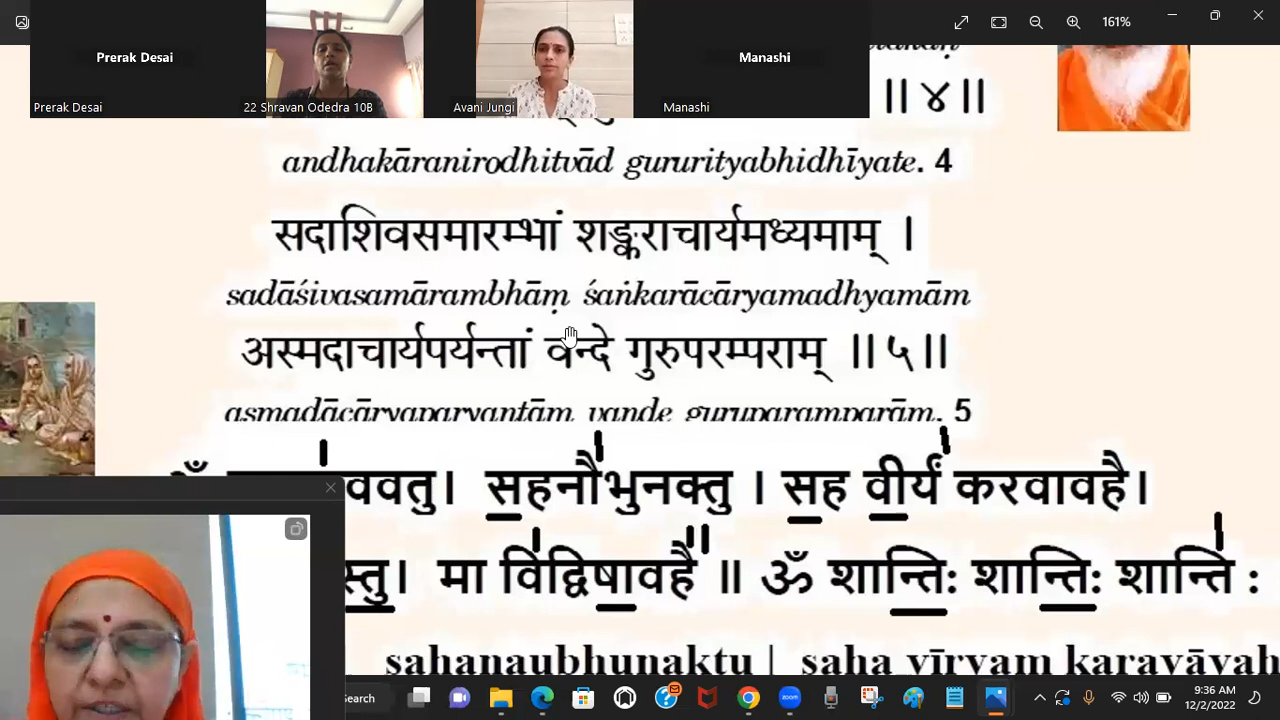 161%
Prerak Desai
Manashi
Prerak Desai
22 Shravan Odedra 10B
Avani Jungi
Manashi
॥ ४ ॥
andhakāranirodhitvād gururityabhidhīyate. 4
सदाशिवसमारम्भां शङ्कराचार्यमध्यमाम् ।
sadāśivasamārambhāṃ śaṅkarācāryamadhyamām
अस्मदाचार्यपर्यन्तां वन्दे गुरुपरम्पराम् ॥ ५ ॥
asmadācāryaparyantām vande guruparamparām. 5
ॐ ववतु। सहनौभुनक्तु । सह वीर्यं करवावहै।
स्तु। मा विद्विषावहै ॥ ॐ शान्तिः शान्तिः शान्ति :
sahanaubhunaktu | saha vīryam karavāvah
Search
zoom
9:36 AM
12/2/2022